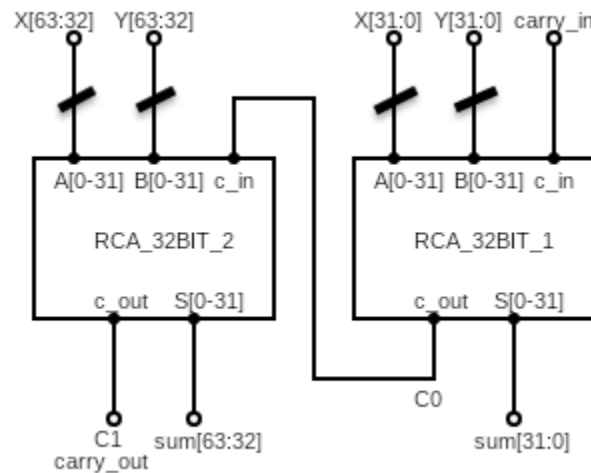 X[63:32] Y[63:32] X[31:0] Y[31:0] carry_in
A[0-31] B[0-31] c_in A[0-31] B[0-31] c_in
RCA_32BIT_2 RCA_32BIT_1
c_out S[0-31] c_out S[0-31]
C0
C1 sum[63:32] sum[31:0]
carry_out